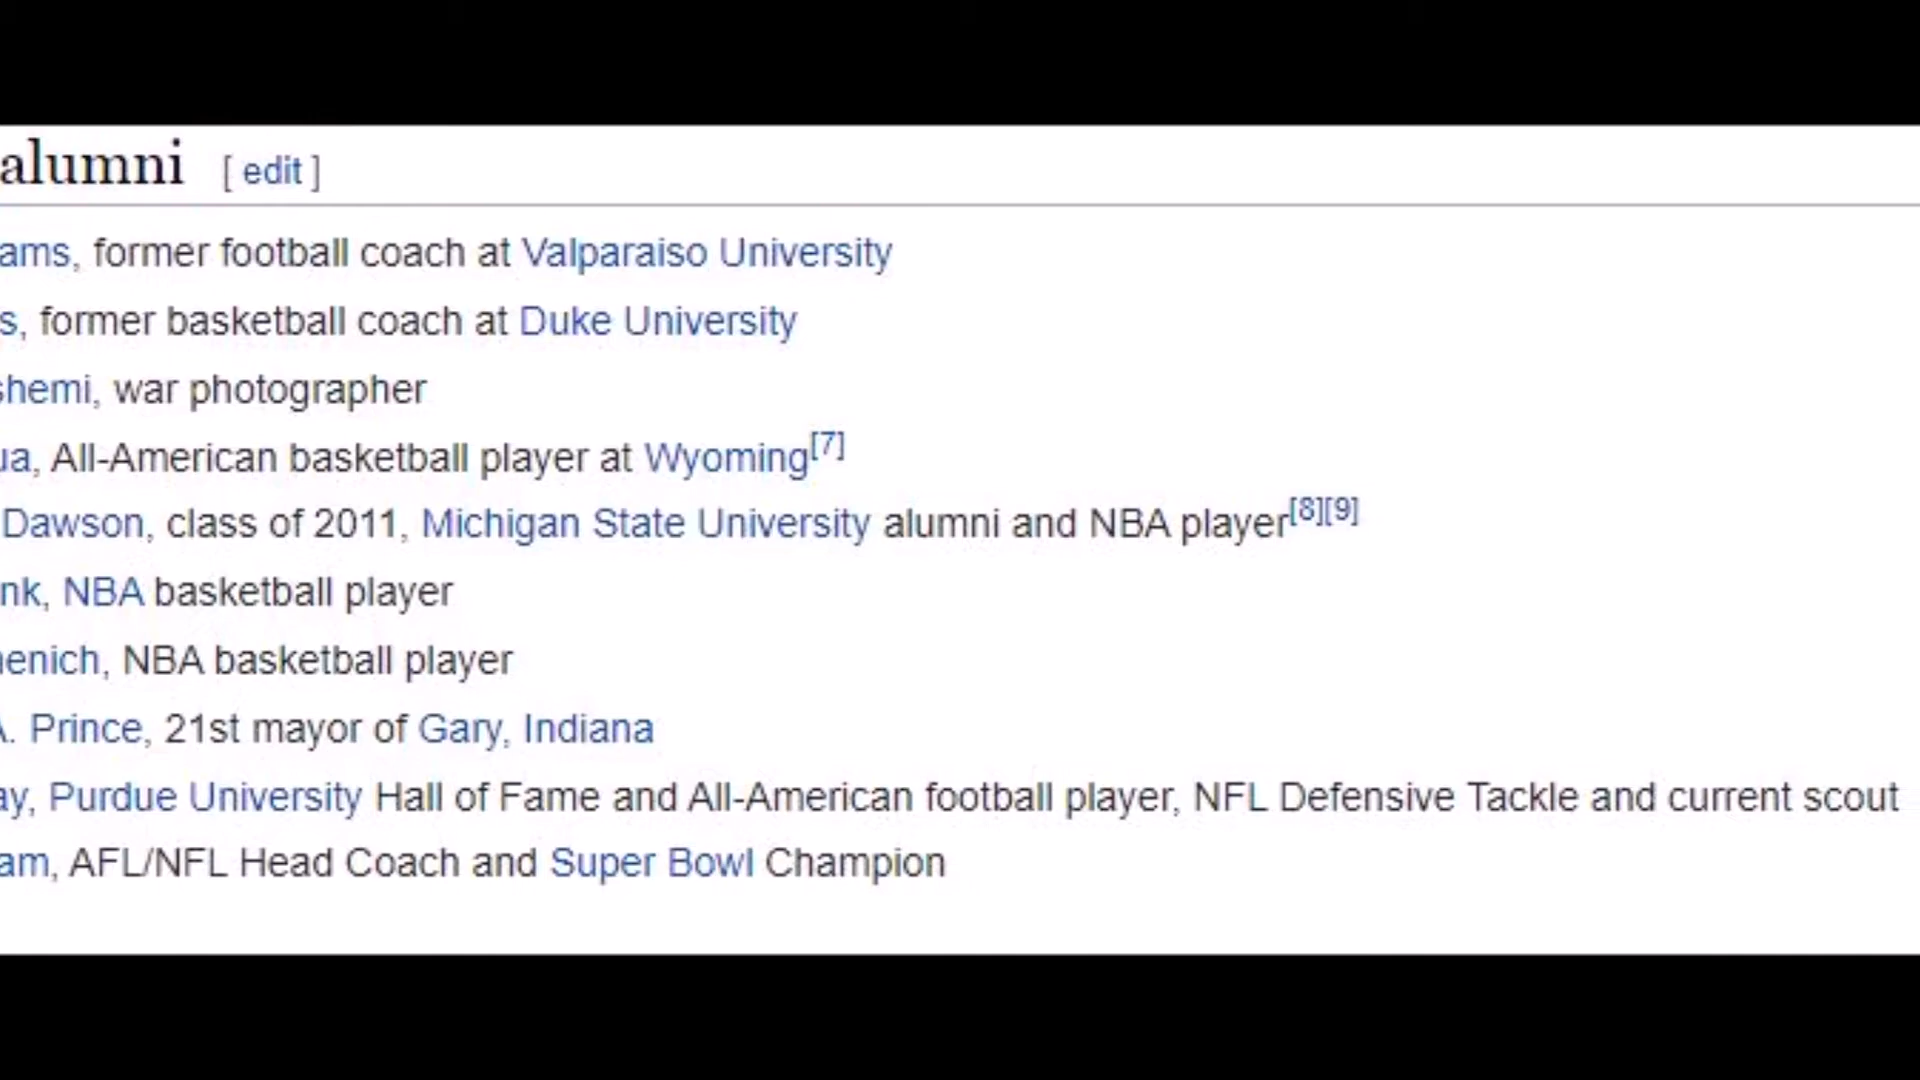 alumni [ edit ]
ams, former football coach at Valparaiso University
s, former basketball coach at Duke University
shemi, war photographer
ua, All-American basketball player at Wyoming[7]
Dawson, class of 2011, Michigan State University alumni and NBA player[8][9]
nk, NBA basketball player
enich, NBA basketball player
A. Prince, 21st mayor of Gary, Indiana
ay, Purdue University Hall of Fame and All-American football player, NFL Defensive Tackle and current scout
am, AFL/NFL Head Coach and Super Bowl Champion